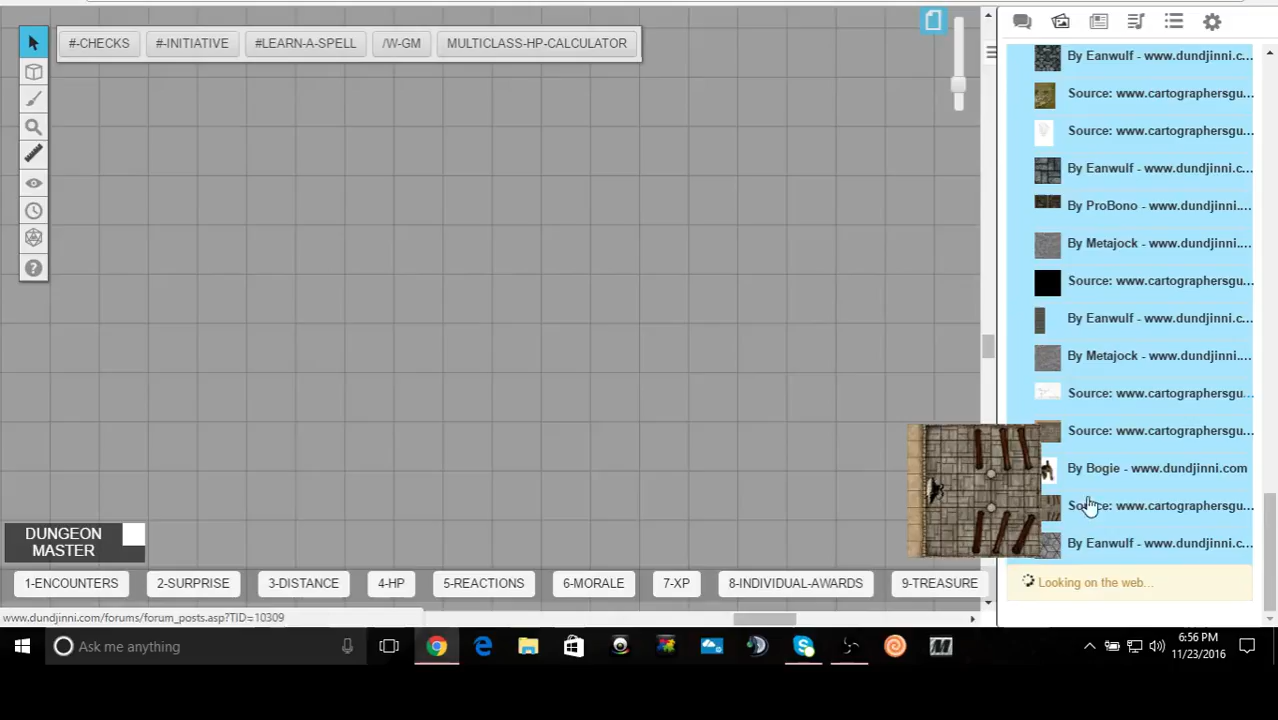 #-CHECKS
#-INITIATIVE
#LEARN-A-SPELL
/W-GM
MULTICLASS-HP-CALCULATOR
By Eanwulf - www.dundjinni.c...
Source: www.cartographersgu...
Source: www.cartographersgu...
By Eanwulf - www.dundjinni.c...
By ProBono - www.dundjinni....
By Metajock - www.dundjinni....
Source: www.cartographersgu...
By Eanwulf - www.dundjinni.c...
By Metajock - www.dundjinni....
Source: www.cartographersgu...
Source: www.cartographersgu...
By Bogie - www.dundjinni.com
Source: www.cartographersgu...
By Eanwulf - www.dundjinni.c...
Looking on the web...
DUNGEON
MASTER
1-ENCOUNTERS
2-SURPRISE
3-DISTANCE
4-HP
5-REACTIONS
6-MORALE
7-XP
8-INDIVIDUAL-AWARDS
9-TREASURE
www.dundjinni.com/forums/forum_posts.asp?TID=10309
Ask me anything
6:56 PM
11/23/2016